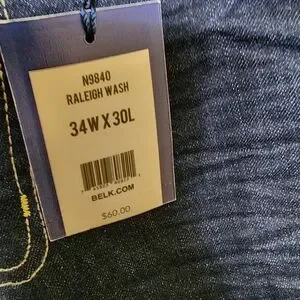 N9840
RALEIGH WASH
34W X 30L
BELK.COM
$60.00